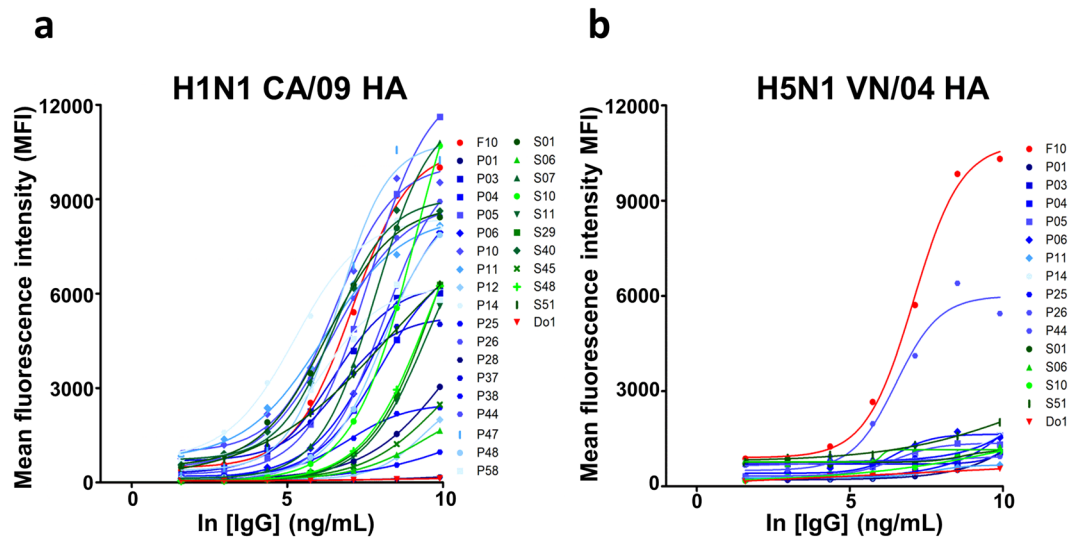 a
H1N1 CA/09 HA
Mean fluorescence intensity (MFI)
12000
9000
6000
3000
0
0
5
10
ln [IgG] (ng/mL)
F10
P01
P03
P04
P05
P06
P10
P11
P12
P14
P25
P26
P28
P37
P38
P44
P47
P48
P58
S01
S06
S07
S10
S11
S29
S40
S45
S48
S51
Do1
b
H5N1 VN/04 HA
Mean fluorescence intensity MFI)
12000
9000
6000
3000
0
0
5
10
ln [IgG] (ng/mL)
F10
P01
P03
P04
P05
P06
P11
P14
P25
P26
P44
S01
S06
S10
S51
Do1